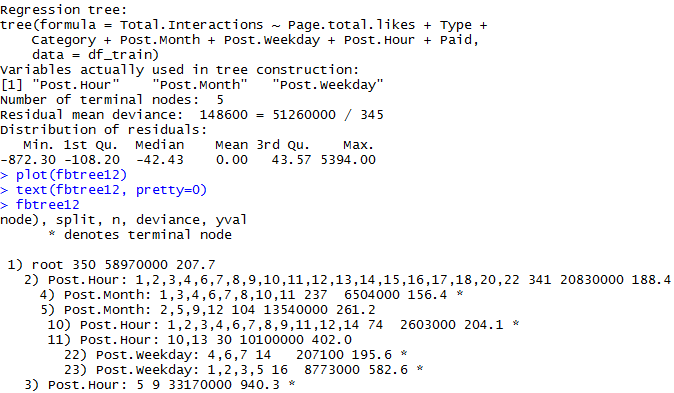 Regression tree:
tree(formula = Total.Interactions ~ Page.total.likes + Type +
    Category + Post.Month + Post.Weekday + Post.Hour + Paid,
    data = df_train)
Variables actually used in tree construction:
[1] "Post.Hour"    "Post.Month"   "Post.Weekday"
Number of terminal nodes:  5
Residual mean deviance:  148600 = 51260000 / 345
Distribution of residuals:
   Min. 1st Qu.  Median    Mean 3rd Qu.    Max.
-872.30 -108.20  -42.43    0.00   43.57 5394.00
> plot(fbtree12)
> text(fbtree12, pretty=0)
> fbtree12
node), split, n, deviance, yval
      * denotes terminal node
 1) root 350 58970000 207.7
   2) Post.Hour: 1,2,3,4,6,7,8,9,10,11,12,13,14,15,16,17,18,20,22 341 20830000 188.4
     4) Post.Month: 1,3,4,6,7,8,10,11 237  6504000 156.4 *
     5) Post.Month: 2,5,9,12 104 13540000 261.2
      10) Post.Hour: 1,2,3,4,6,7,8,9,11,12,14 74  2603000 204.1 *
      11) Post.Hour: 10,13 30 10100000 402.0
        22) Post.Weekday: 4,6,7 14   207100 195.6 *
        23) Post.Weekday: 1,2,3,5 16  8773000 582.6 *
   3) Post.Hour: 5 9 33170000 940.3 *